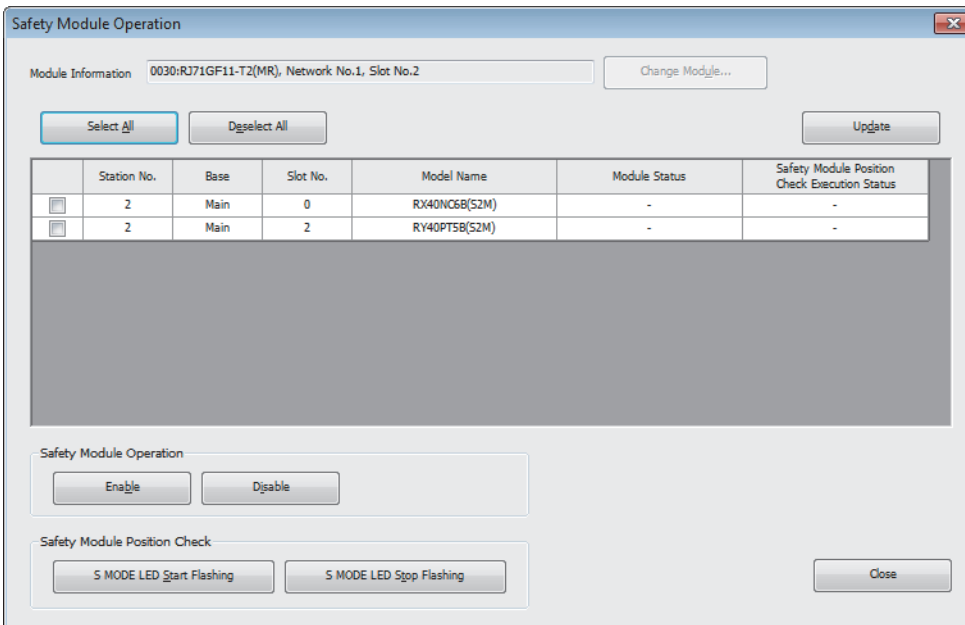 Safety Module Operation
Module Information 0030:RJ71GF11-T2(MR), Network No.1, Slot No.2 Change Module...
Select All Deselect All Update
Station No. Base Slot No. Model Name Module Status Safety Module Position
Check Execution Status
2 Main 0 RX40NC6B(S2M) - -
2 Main 2 RY40PT5B(S2M) - -
Safety Module Operation
Enable Disable
Safety Module Position Check
S MODE LED Start Flashing S MODE LED Stop Flashing Close